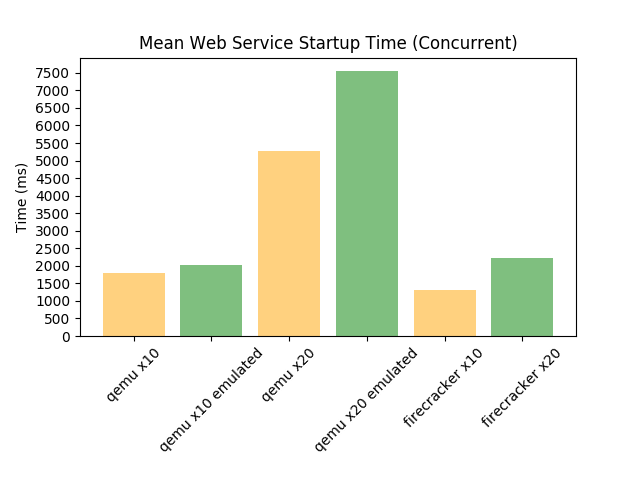 Mean Web Service Startup Time (Concurrent)
7500
7000
6500
6000
5500
5000
4500
4000
3500
3000
2500
2000
1500
1000
500
0
Time (ms)
qemu x10
qemu x10 emulated
qemu x20
qemu x20 emulated
firecracker x10
firecracker x20